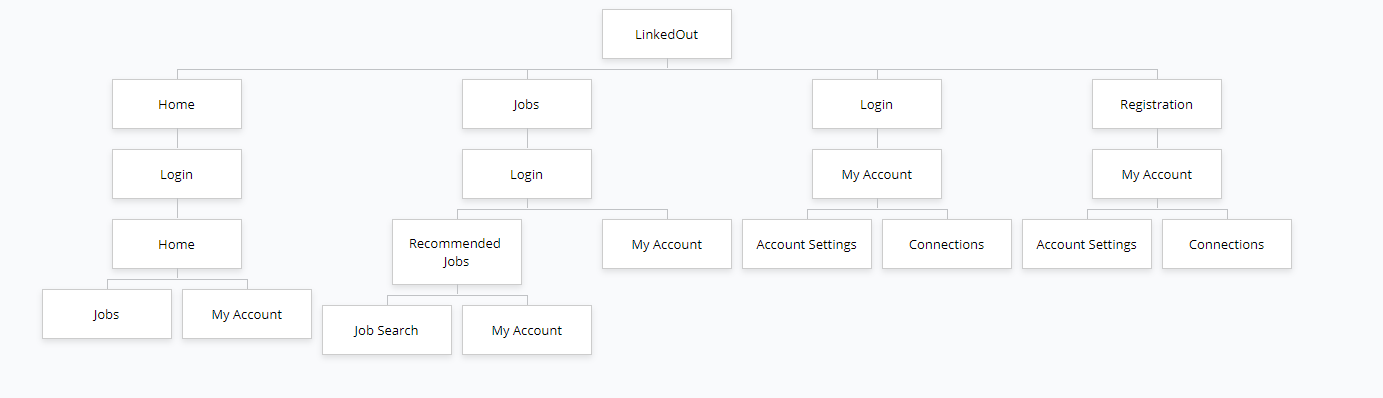 LinkedOut
Home
Jobs
Login
Registration
Login
Login
My Account
My Account
Home
Recommended
Jobs
My Account
Account Settings
Connections
Account Settings
Connections
Jobs
My Account
Job Search
My Account